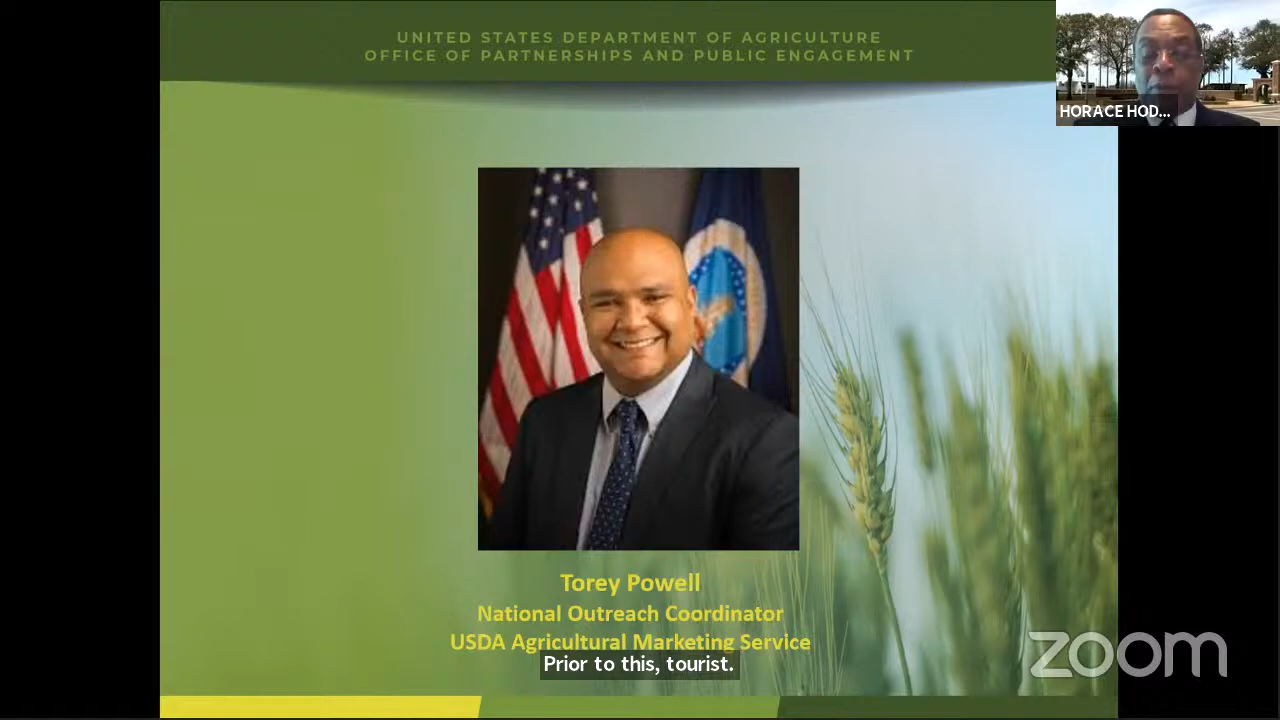 UNITED STATES DEPARTMENT OF AGRICULTURE
OFFICE OF PARTNERSHIPS AND PUBLIC ENGAGEMENT
HORACE HOD...
Torey Powell
National Outreach Coordinator
USDA Agricultural Marketing Service
Prior to this, tourist.
zoom